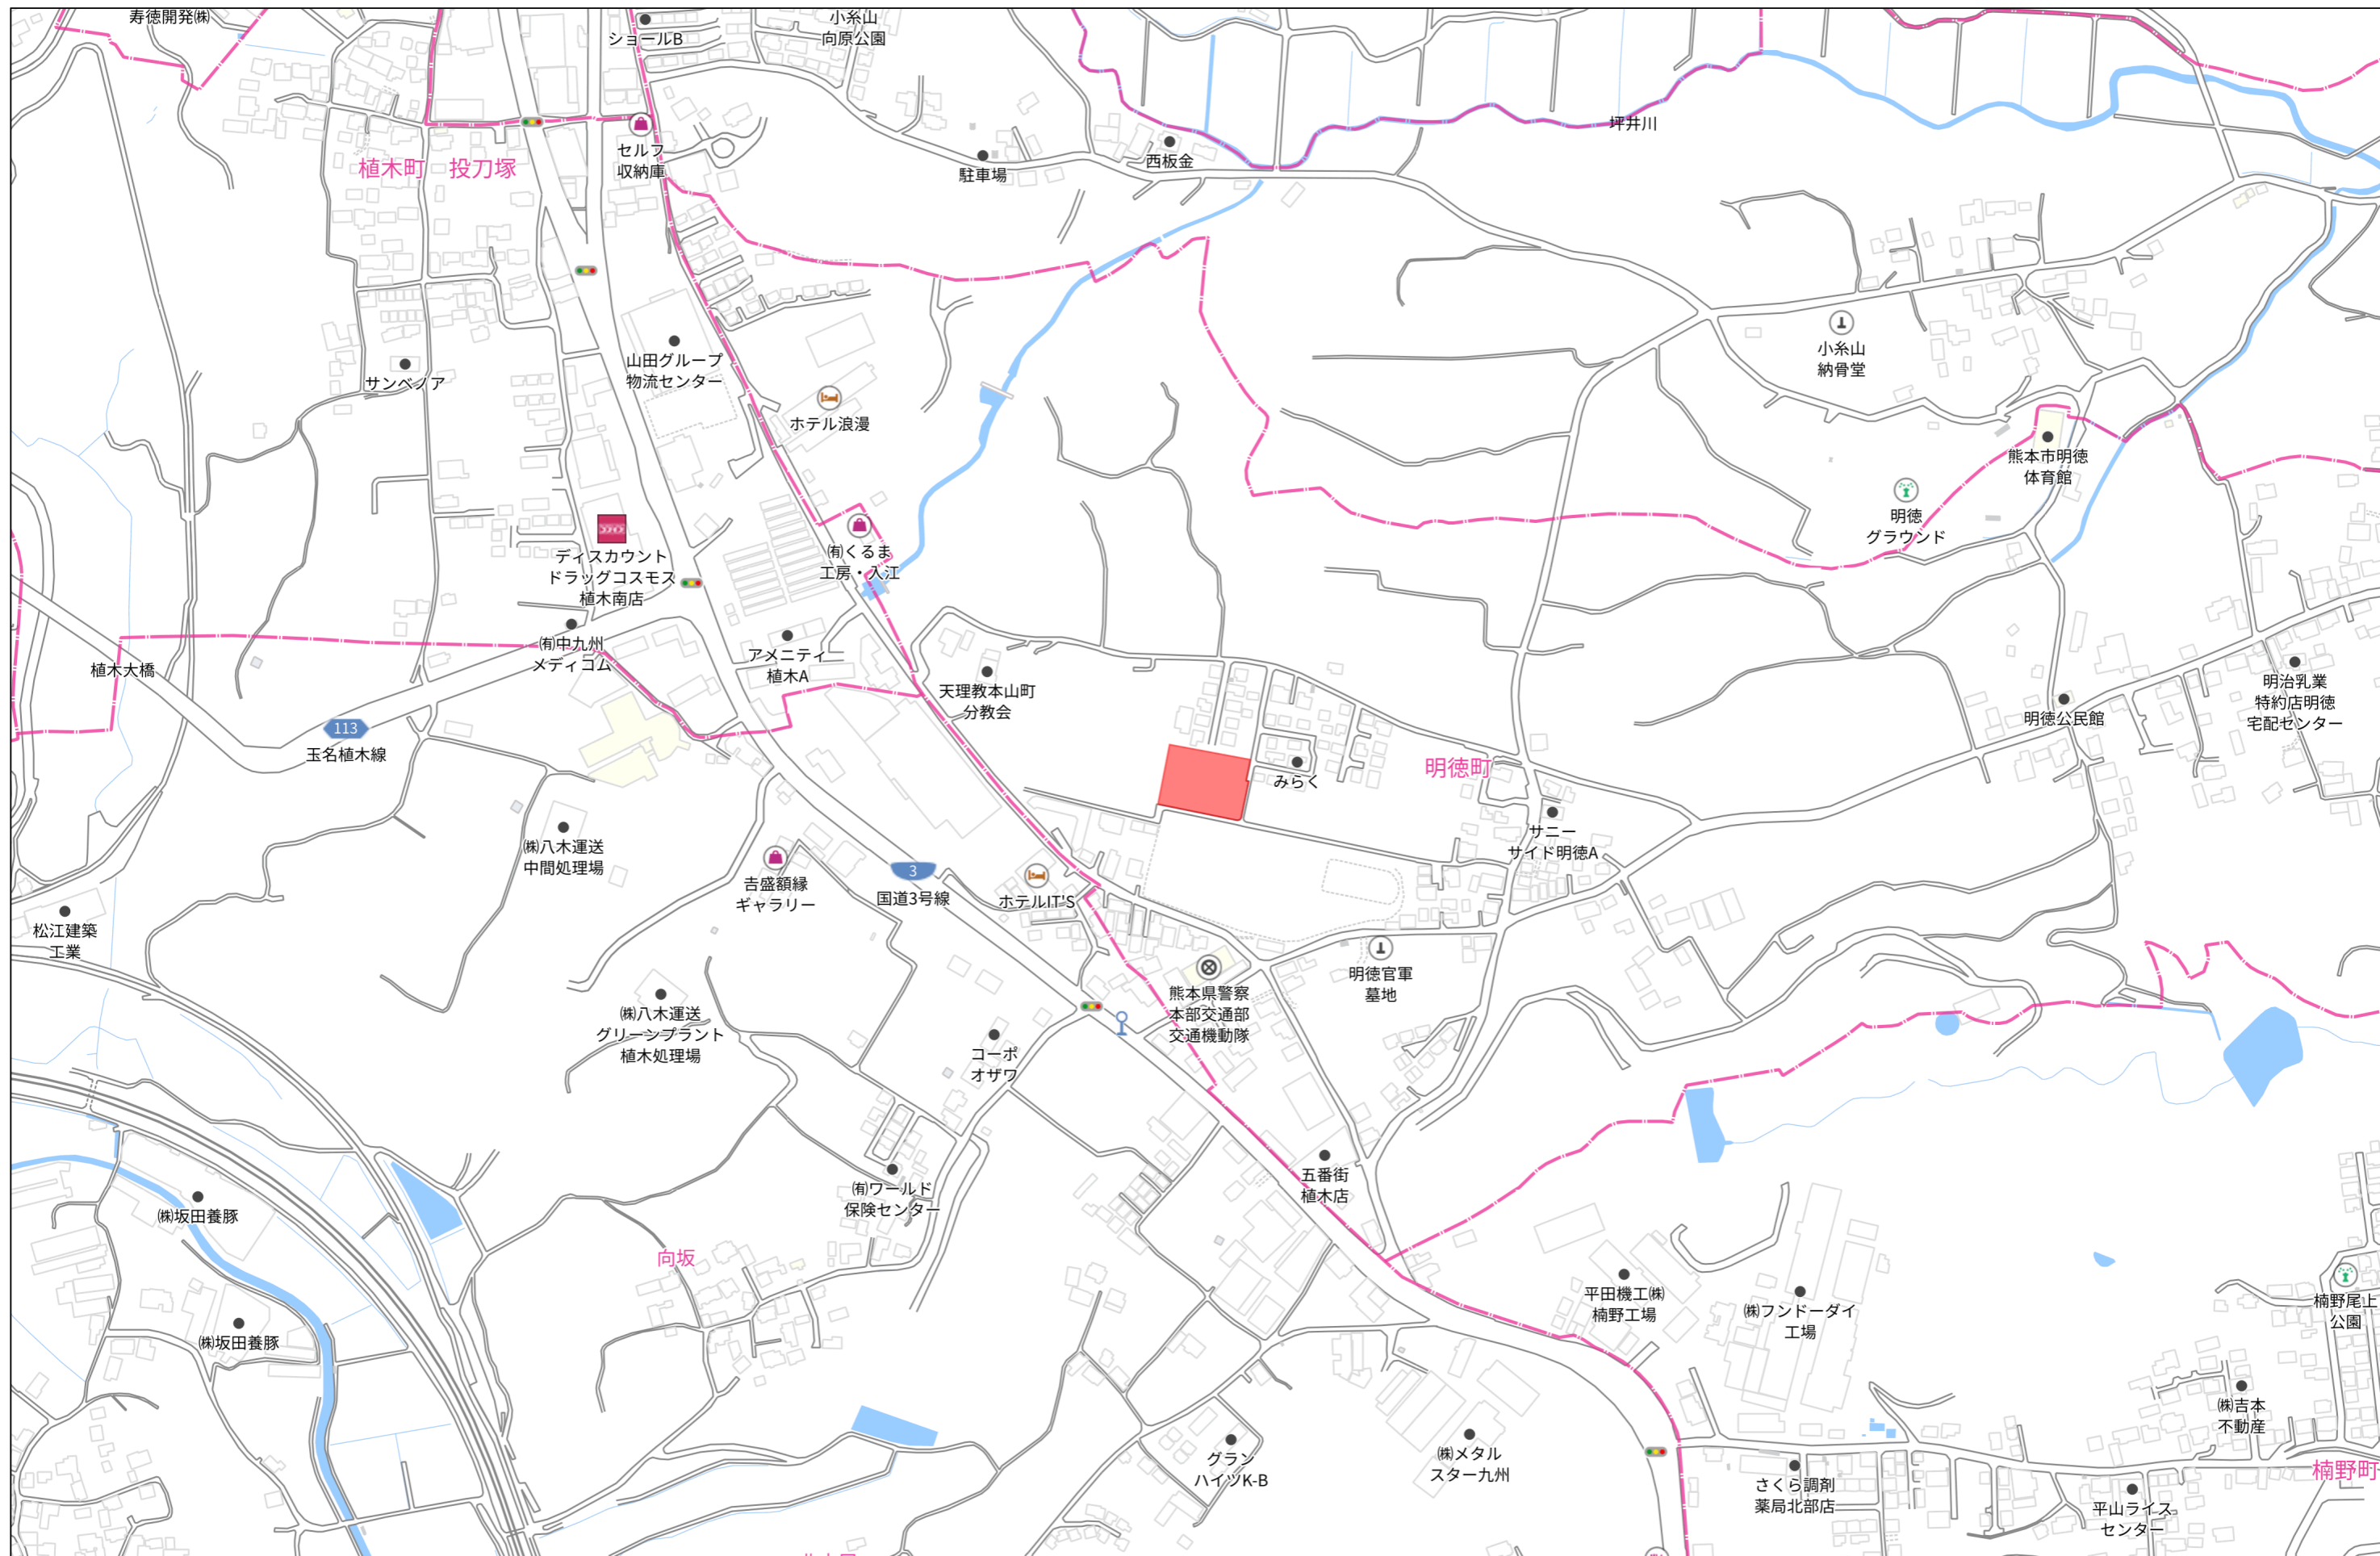 寿徳開発㈱
ショールB
小糸山
向原公園
植木町 投刀塚
セルフ
収納庫
駐車場
西板金
坪井川
サンベノア
山田グループ
物流センター
ホテル浪漫
小糸山
納骨堂
熊本市明徳
体育館
明徳
グラウンド
ディスカウント
ドラッグコスモス
植木南店
㈲くるま
工房・入江
㈲中九州
メディコム
アメニティ
植木A
天理教本山町
分教会
植木大橋
113
玉名植木線
明徳公民館
明治乳業
特約店明徳
宅配センター
みらく
明徳町
サニー
サイド明徳A
㈱八木運送
中間処理場
𠮷盛額縁
ギャラリー
3
国道3号線
ホテルIT'S
松江建築
工業
㈱八木運送
グリーンプラント
植木処理場
コーポ
オザワ
熊本県警察
本部交通部
交通機動隊
明徳官軍
墓地
㈲ワールド
保険センター
五番街
植木店
㈱坂田養豚
向坂
㈱坂田養豚
平田機工㈱
楠野工場
㈱フンドーダイ
工場
楠野尾上
公園
㈱吉本
不動産
グラン
ハイツK-B
㈱メタル
スター九州
さくら調剤
薬局北部店
平山ライス
センター
楠野町